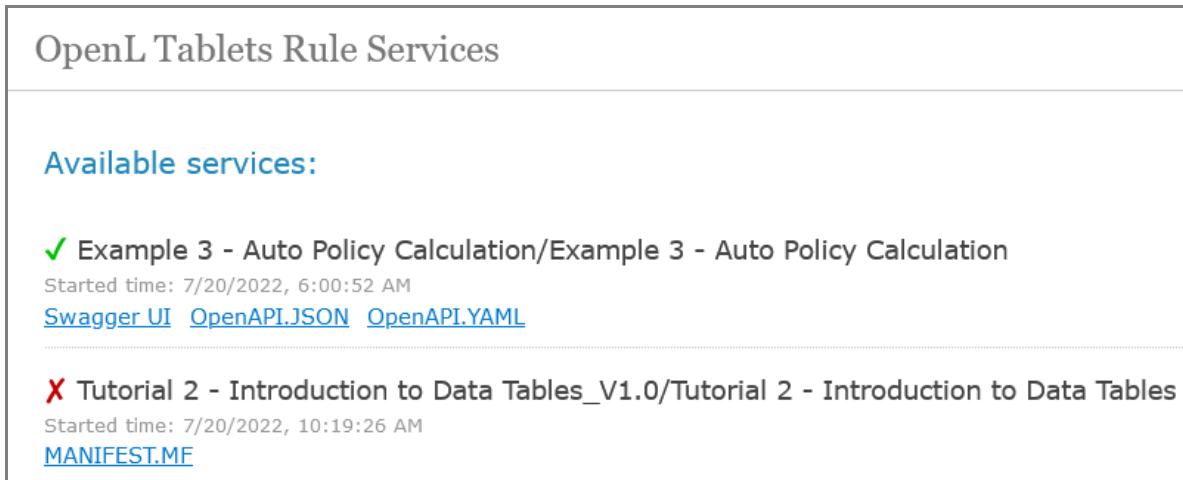 OpenL Tablets Rule Services
Available services:
✓ Example 3 - Auto Policy Calculation/Example 3 - Auto Policy Calculation
Started time: 7/20/2022, 6:00:52 AM
Swagger UI OpenAPI.JSON OpenAPI.YAML
✗ Tutorial 2 - Introduction to Data Tables_V1.0/Tutorial 2 - Introduction to Data Tables
Started time: 7/20/2022, 10:19:26 AM
MANIFEST.MF